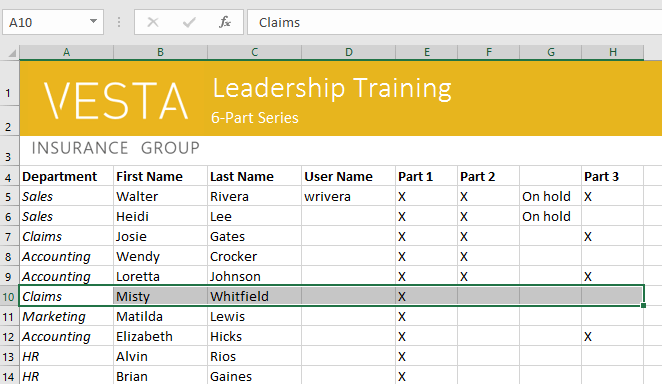 A10 fx Claims
A B C D E F G H
1 VESTA Leadership Training
2 6-Part Series
3 INSURANCE GROUP
4 Department First Name Last Name User Name Part 1 Part 2 Part 3
5 Sales Walter Rivera wrivera X X On hold X
6 Sales Heidi Lee X X On hold
7 Claims Josie Gates X X X
8 Accounting Wendy Crocker X X
9 Accounting Loretta Johnson X X X
10 Claims Misty Whitfield X
11 Marketing Matilda Lewis X
12 Accounting Elizabeth Hicks X X
13 HR Alvin Rios X
14 HR Brian Gaines X